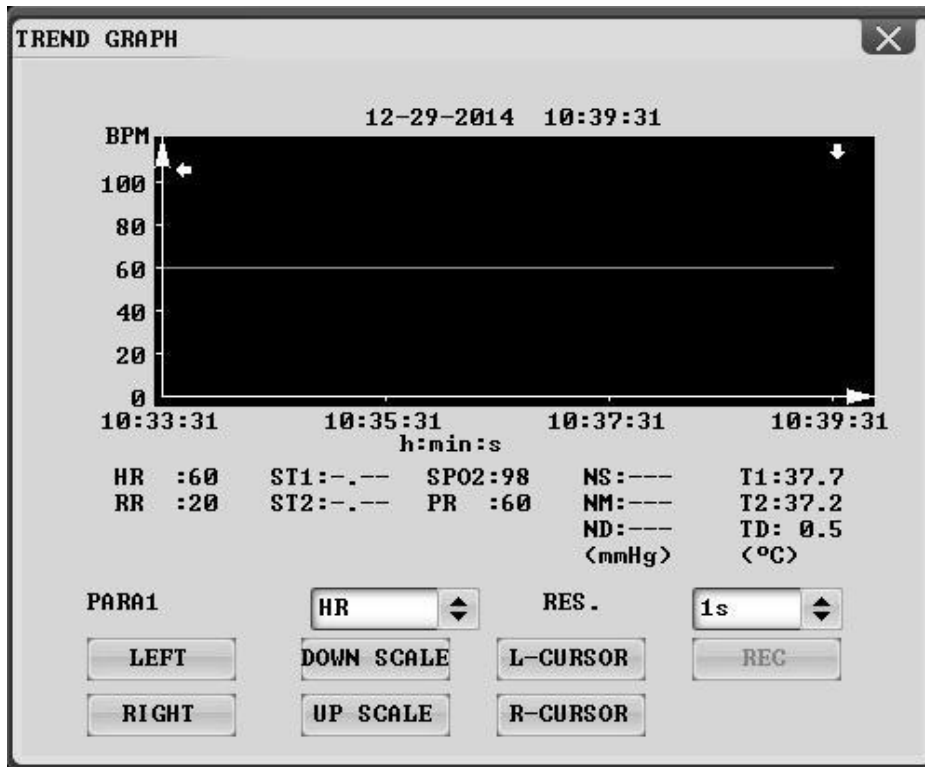 TREND GRAPH
12-29-2014 10:39:31
BPM
100
80
60
40
20
0
10:33:31 10:35:31 10:37:31 10:39:31
h:min:s
HR :60 ST1:-.-- SPO2:98 NS:--- T1:37.7
RR :20 ST2:-.-- PR :60 NM:--- T2:37.2
ND:--- TD: 0.5
(mmHg) (ºC)
PARA1 HR RES. 1s
LEFT DOWN SCALE L-CURSOR REC
RIGHT UP SCALE R-CURSOR